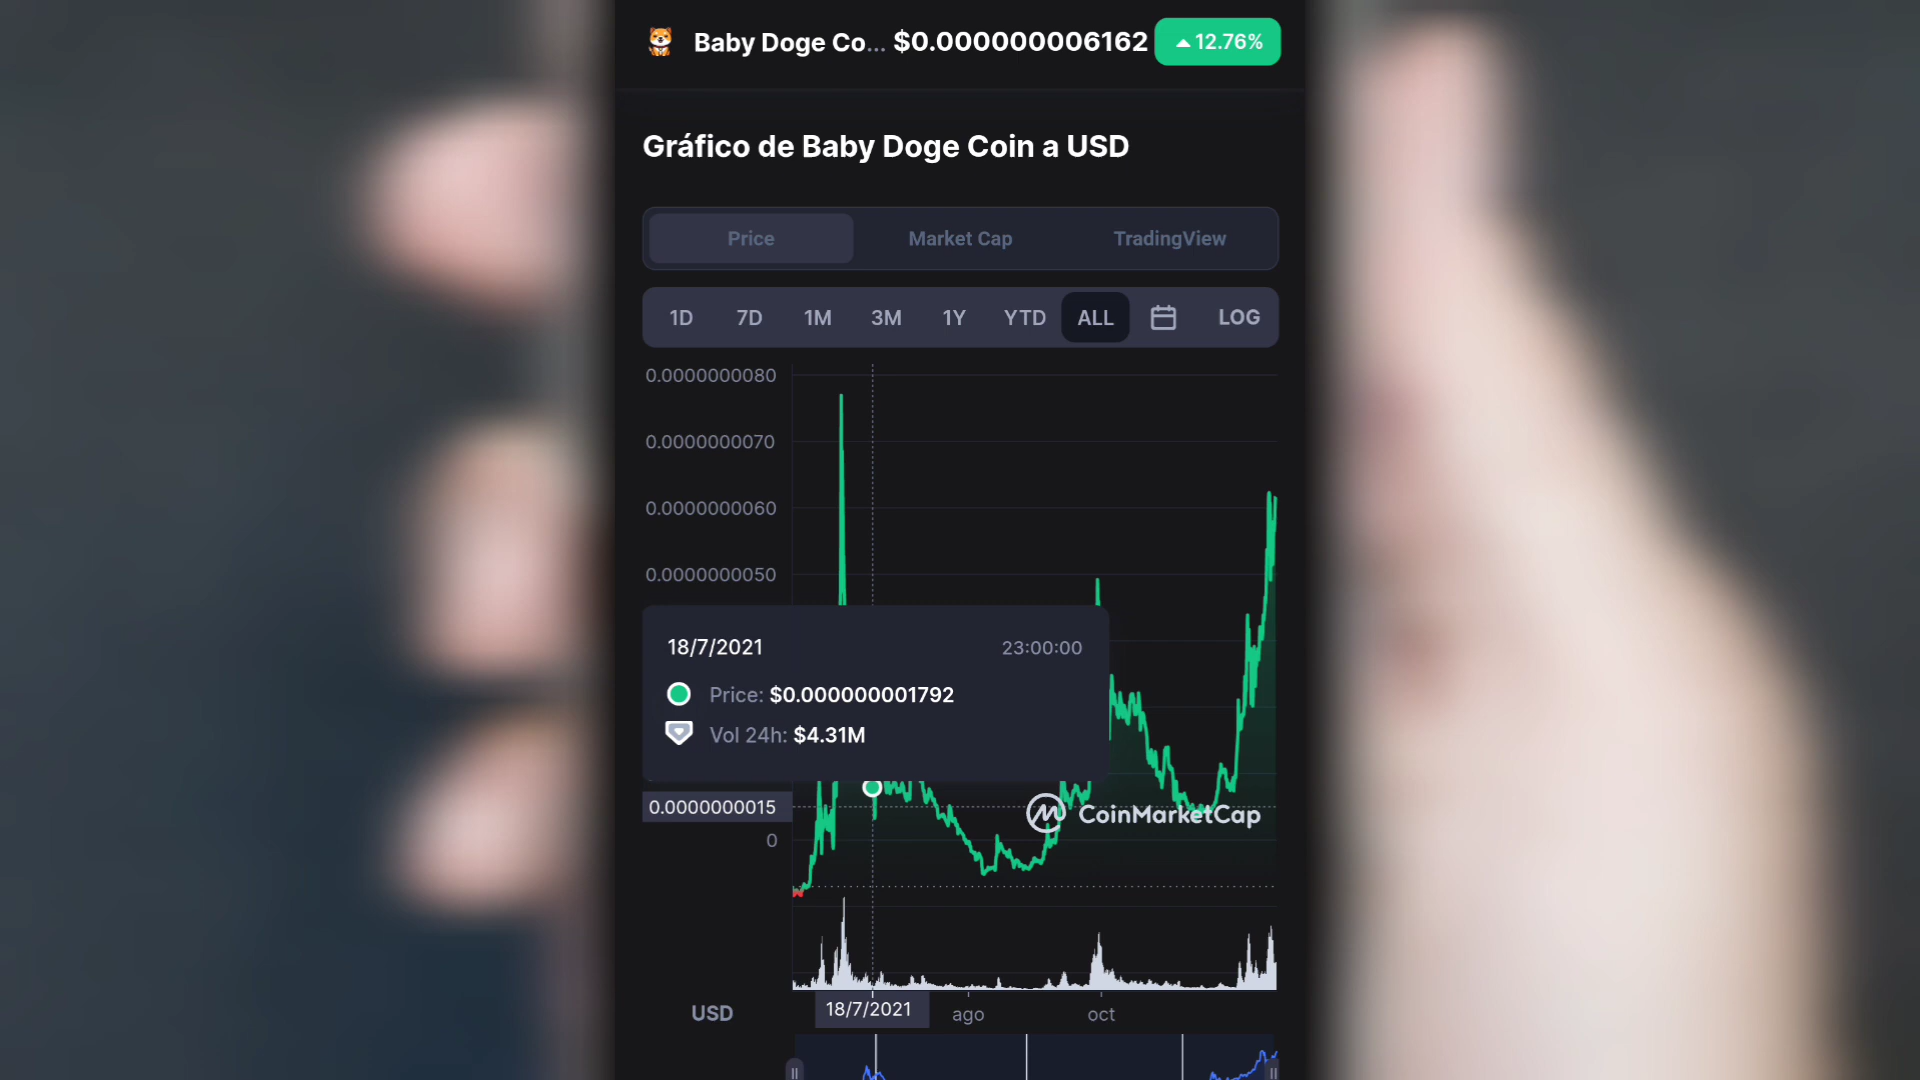 Baby Doge Co... $0.000000006162 12.76%
Gráfico de Baby Doge Coin a USD
Price Market Cap TradingView
1D 7D 1M 3M 1Y YTD ALL LOG
0.0000000080
0.0000000070
0.0000000060
0.0000000050
18/7/2021 23:00:00
Price: $0.000000001792
Vol 24h: $4.31M
0.0000000015
CoinMarketCap
0
USD 18/7/2021 ago oct